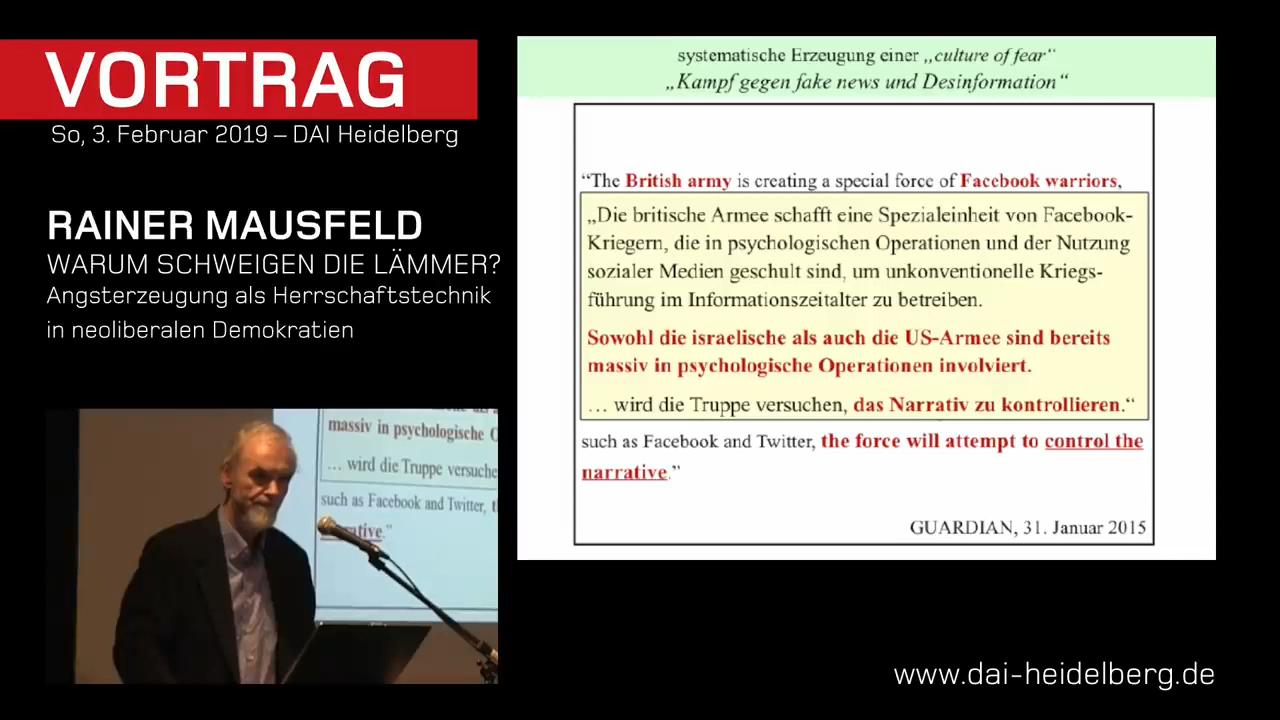 VORTRAG
So, 3. Februar 2019 – DAI Heidelberg
RAINER MAUSFELD
WARUM SCHWEIGEN DIE LÄMMER?
Angsterzeugung als Herrschaftstechnik
in neoliberalen Demokratien
systematische Erzeugung einer „culture of fear“
„Kampf gegen fake news und Desinformation“
“The British army is creating a special force of Facebook warriors,
„Die britische Armee schafft eine Spezialeinheit von Facebook-
Kriegern, die in psychologischen Operationen und der Nutzung
sozialer Medien geschult sind, um unkonventionelle Kriegs-
führung im Informationszeitalter zu betreiben.
Sowohl die israelische als auch die US-Armee sind bereits
massiv in psychologische Operationen involviert.
… wird die Truppe versuchen, das Narrativ zu kontrollieren.“
such as Facebook and Twitter, the force will attempt to control the
narrative.”
GUARDIAN, 31. Januar 2015
massiv in psychologische O
… wird die Truppe versuche
such as Facebook and Twitter, t
rative.”
www.dai-heidelberg.de